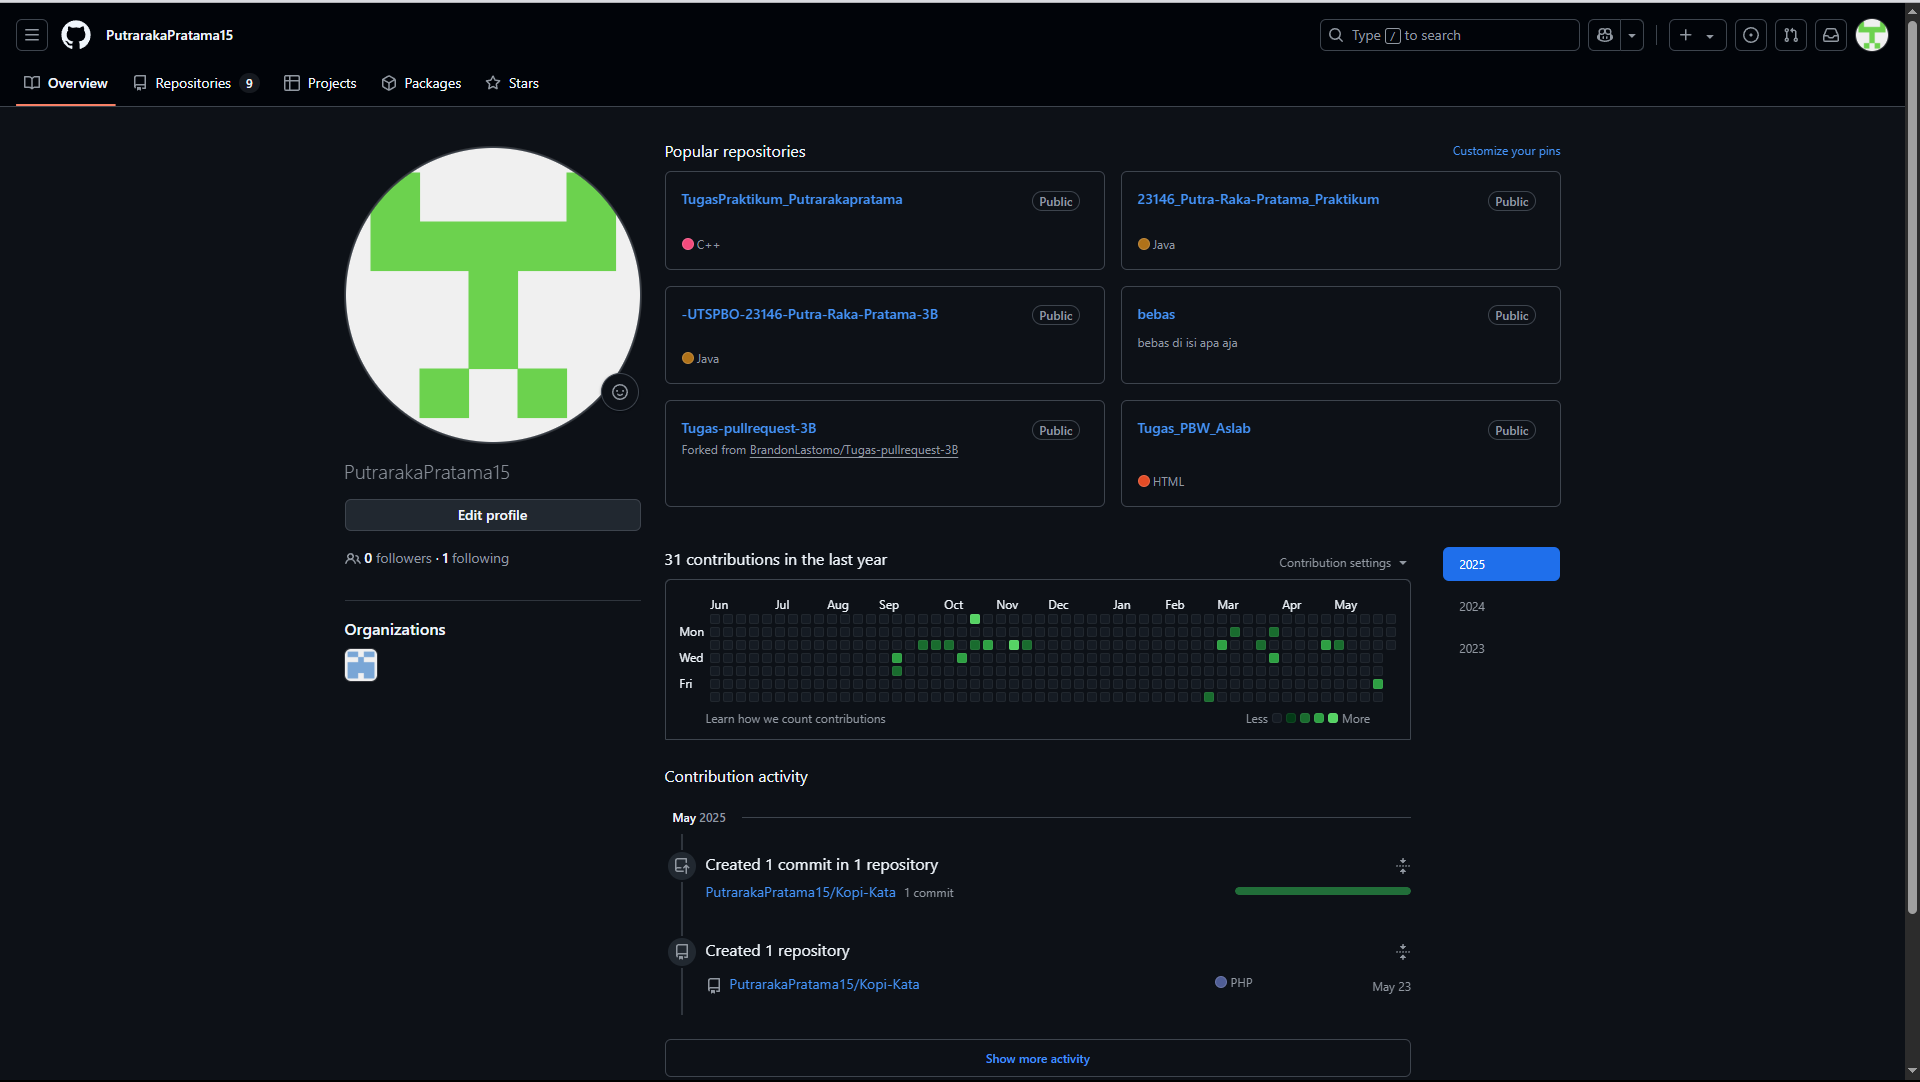 PutrarakaPratama15
Type / to search
Overview
Repositories 9
Projects
Packages
Stars
PutrarakaPratama15
Edit profile
0 followers · 1 following
Organizations
Popular repositories
Customize your pins
TugasPraktikum_Putrarakapratama
Public
C++
23146_Putra-Raka-Pratama_Praktikum
Public
Java
-UTSPBO-23146-Putra-Raka-Pratama-3B
Public
Java
bebas
Public
bebas di isi apa aja
Tugas-pullrequest-3B
Public
Forked from BrandonLastomo/Tugas-pullrequest-3B
Tugas_PBW_Aslab
Public
HTML
31 contributions in the last year
Contribution settings
2025
2024
2023
Jun Jul Aug Sep Oct Nov Dec Jan Feb Mar Apr May
Mon
Wed
Fri
Learn how we count contributions
Less More
Contribution activity
May 2025
Created 1 commit in 1 repository
PutrarakaPratama15/Kopi-Kata 1 commit
Created 1 repository
PutrarakaPratama15/Kopi-Kata
PHP
May 23
Show more activity